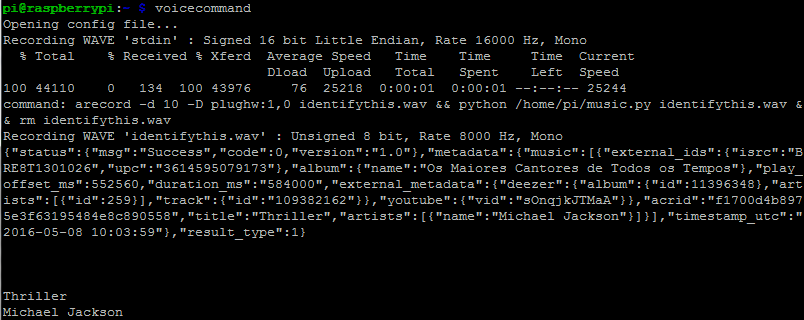 pi@raspberrypi:~ $ voicecommand
Opening config file...
Recording WAVE 'stdin' : Signed 16 bit Little Endian, Rate 16000 Hz, Mono
  % Total    % Received % Xferd  Average Speed   Time    Time     Time  Current
                                 Dload  Upload   Total   Spent    Left  Speed
100 44110    0   134  100 43976     76  25218  0:00:01  0:00:01 --:--:-- 25244
command: arecord -d 10 -D plughw:1,0 identifythis.wav && python /home/pi/music.py identifythis.wav &
& rm identifythis.wav
Recording WAVE 'identifythis.wav' : Unsigned 8 bit, Rate 8000 Hz, Mono
{"status":{"msg":"Success","code":0,"version":"1.0"},"metadata":{"music":[{"external_ids":{"isrc":"B
RE8T1301026","upc":"3614595079173"},"album":{"name":"Os Maiores Cantores de Todos os Tempos"},"play_
offset_ms":552560,"duration_ms":"584000","external_metadata":{"deezer":{"album":{"id":11396348},"art
ists":[{"id":259}],"track":{"id":"109382162"}},"youtube":{"vid":"sOnqjkJTMaA"}},"acrid":"f1700d4b897
5e3f63195484e8c890558","title":"Thriller","artists":[{"name":"Michael Jackson"}]}],"timestamp_utc":"
2016-05-08 10:03:59"},"result_type":1}
Thriller
Michael Jackson